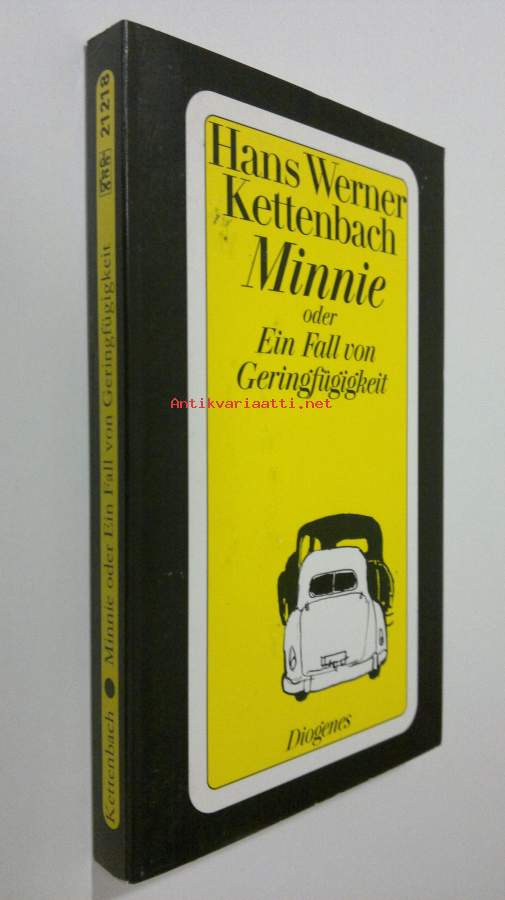 Hans Werner
Kettenbach
Minnie
oder
Ein Fall von
Geringfügigkeit
Antikvariaatti.net
Diogenes
Kettenbach ● Minnie oder Ein Fall von Geringfügigkeit
21218